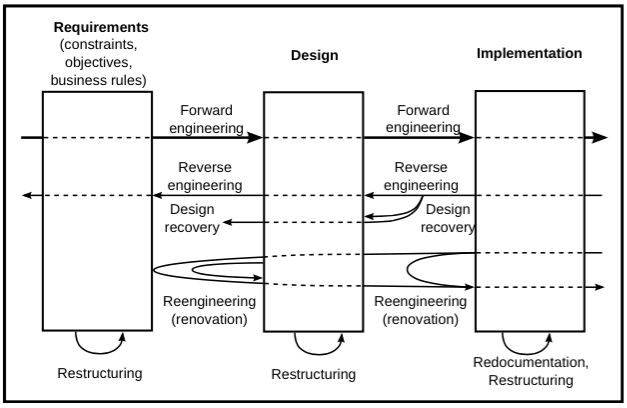 Requirements
(constraints,
objectives,
business rules)
Design
Implementation
Forward
engineering
Forward
engineering
Reverse
engineering
Reverse
engineering
Design
recovery
Design
recovery
Reengineering
(renovation)
Reengineering
(renovation)
Restructuring
Restructuring
Redocumentation,
Restructuring